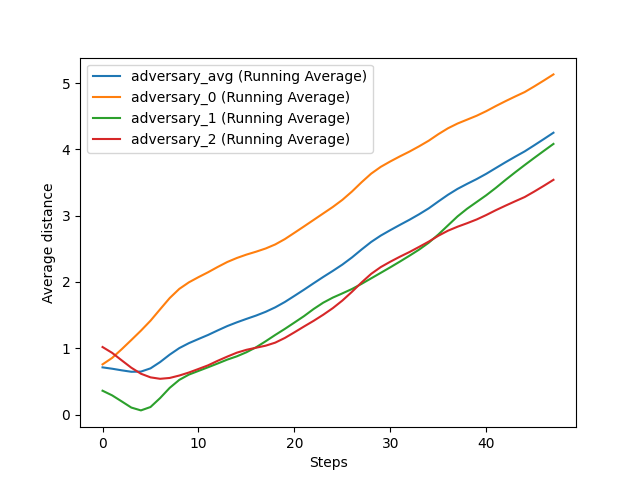 adversary_avg (Running Average)
adversary_0 (Running Average)
adversary_1 (Running Average)
adversary_2 (Running Average)
5
4
3
2
1
0
Average distance
0 10 20 30 40
Steps